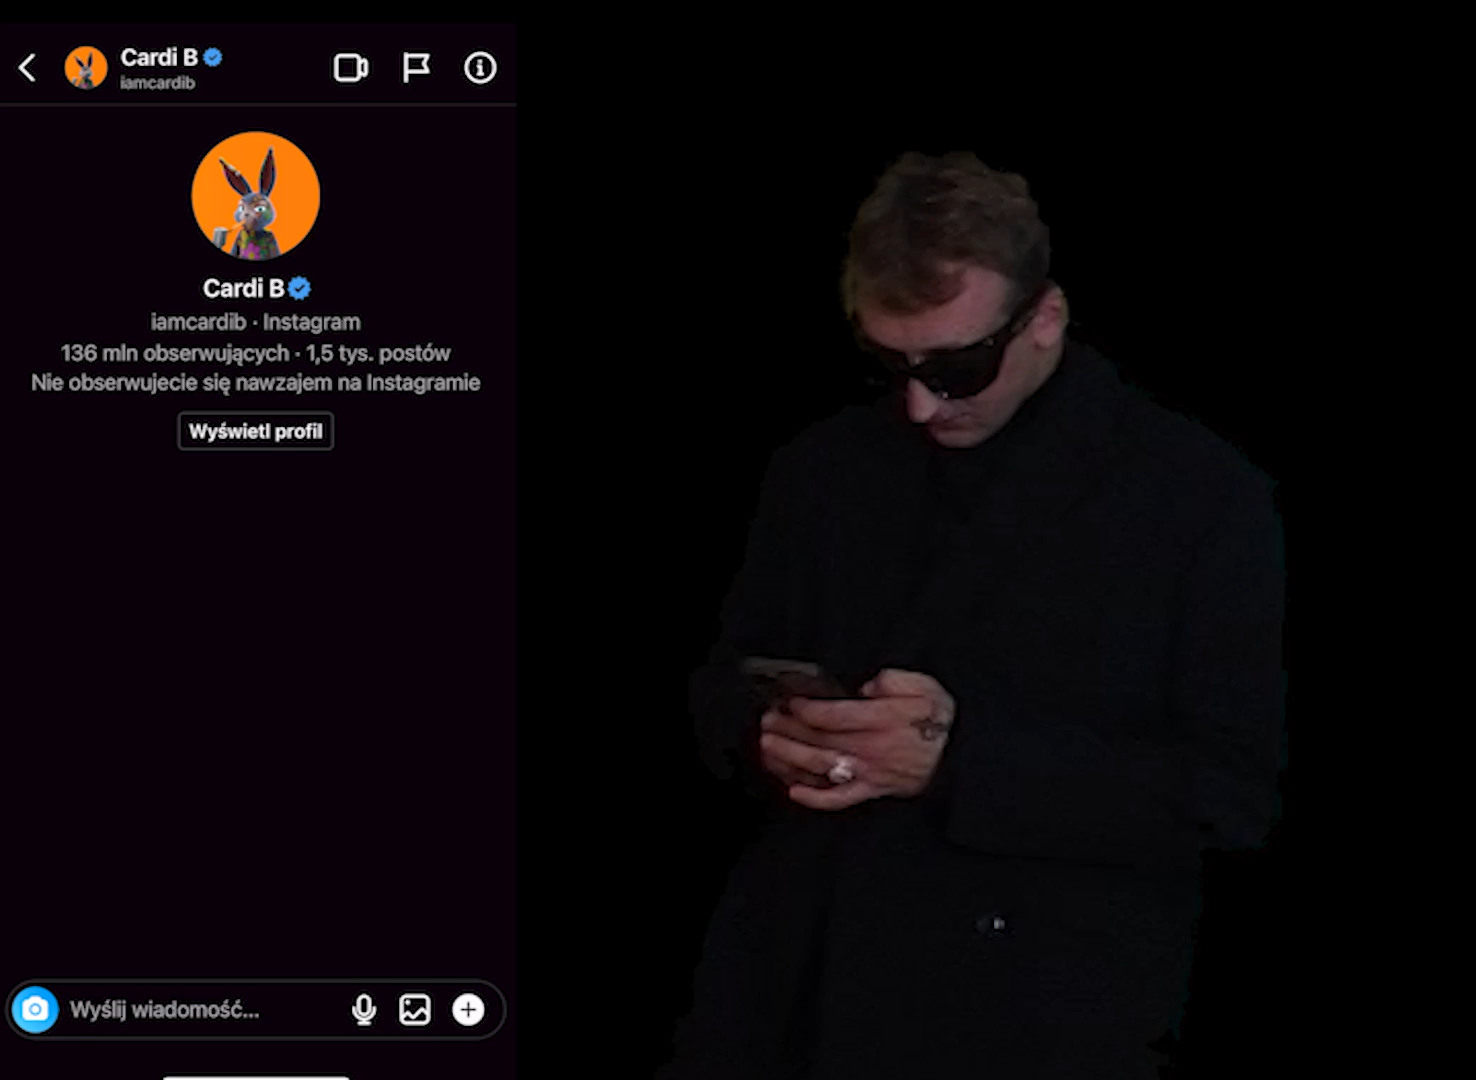 Cardi B
iamcardib
Cardi B
iamcardib · Instagram
136 mln obserwujących · 1,5 tys. postów
Nie obserwujecie się nawzajem na Instagramie
Wyświetl profil
Wyślij wiadomość...